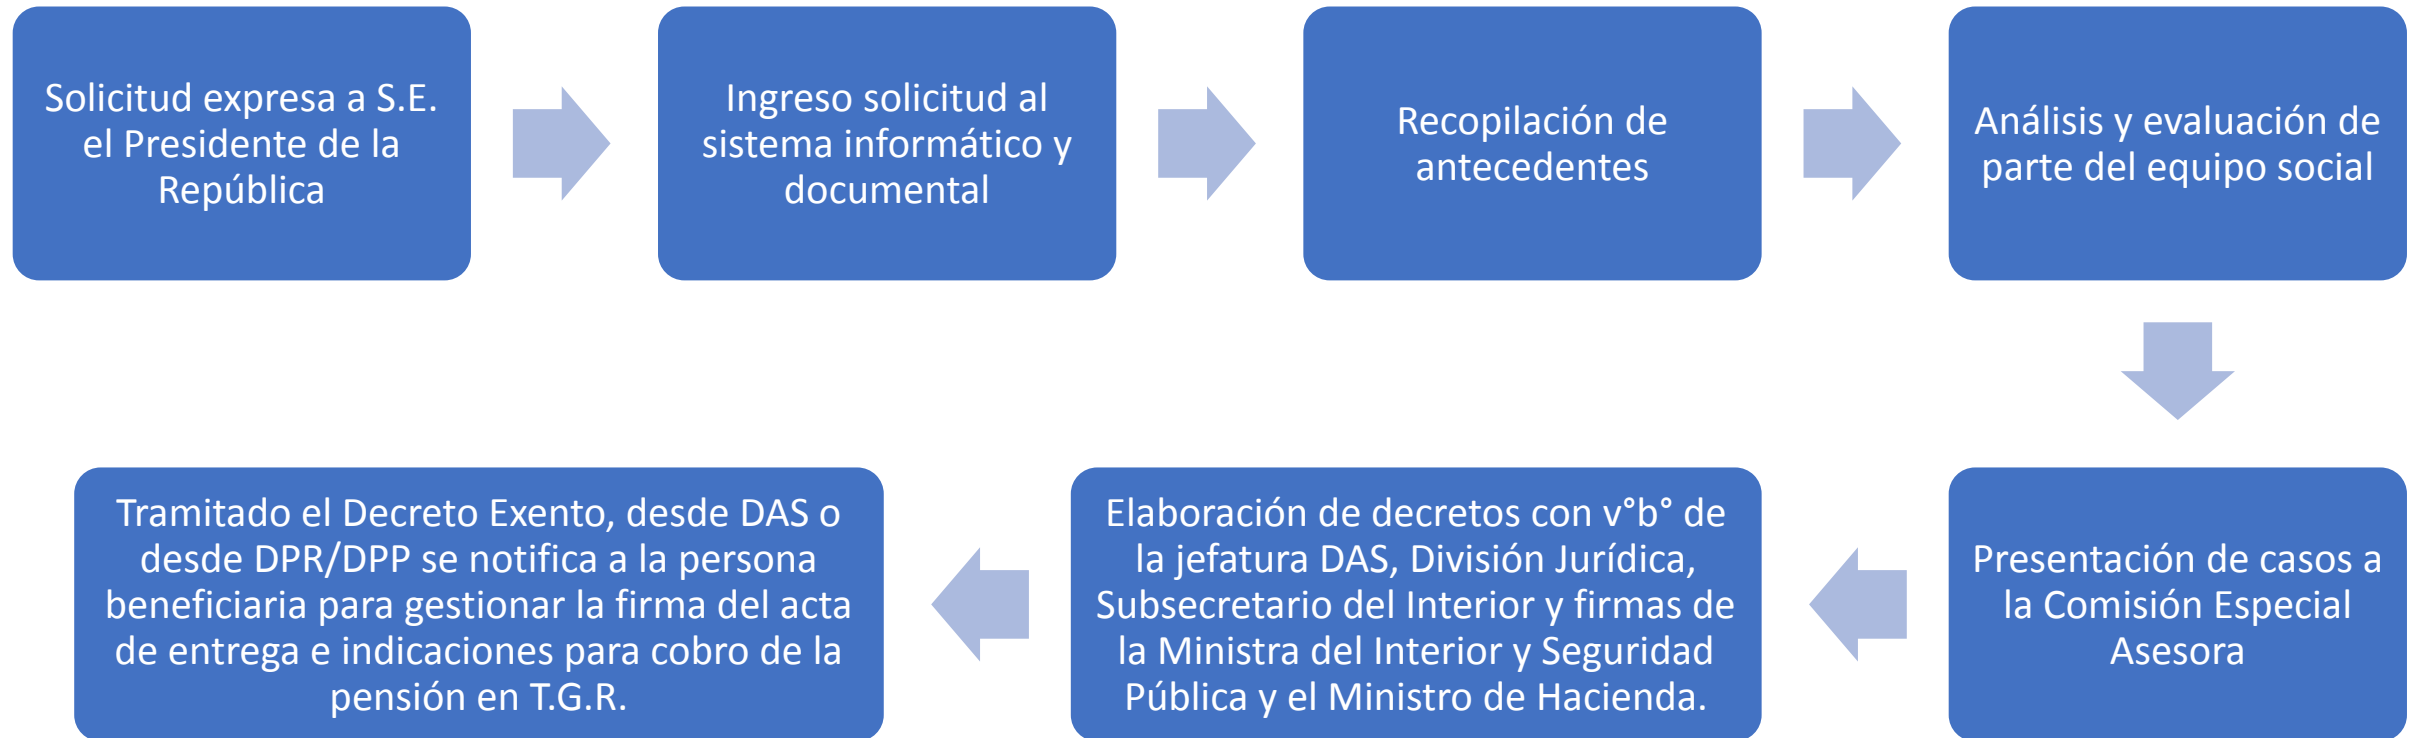 Solicitud expresa a S.E.
el Presidente de la
República
Ingreso solicitud al
sistema informático y
documental
Recopilación de
antecedentes
Análisis y evaluación de
parte del equipo social
Presentación de casos a
la Comisión Especial
Asesora
Elaboración de decretos con v°b° de
la jefatura DAS, División Jurídica,
Subsecretario del Interior y firmas de
la Ministra del Interior y Seguridad
Pública y el Ministro de Hacienda.
Tramitado el Decreto Exento, desde DAS o
desde DPR/DPP se notifica a la persona
beneficiaria para gestionar la firma del acta
de entrega e indicaciones para cobro de la
pensión en T.G.R.